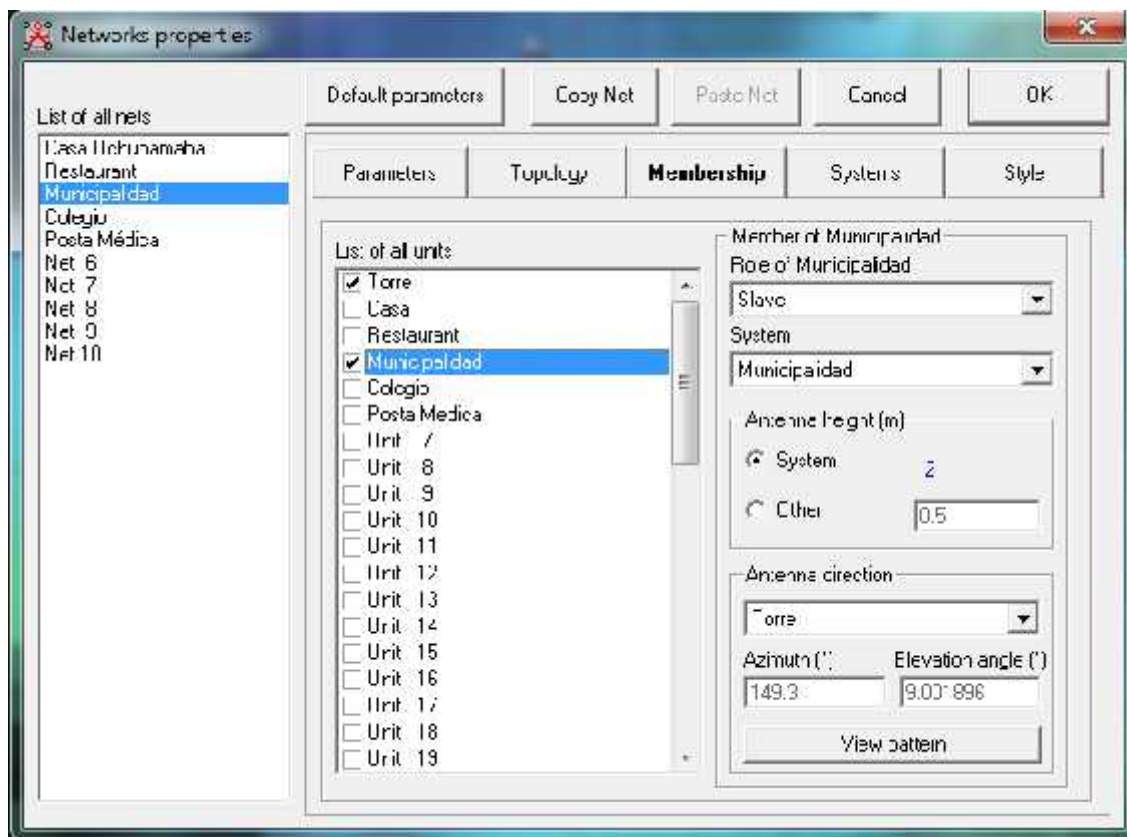 Networks properties
Default parameters
Copy Net
Paste Net
Cancel
OK
List of all nets
Casa
Restaurant
Municipalidad
Colegio
Posta Médica
Net 6
Net 7
Net 8
Net 9
Net 10
Parameters
Topology
Membership
Systems
Style
List of all units
Torre
Casa
Restaurant
Municipalidad
Colegio
Posta Medica
Unit 7
Unit 8
Unit 9
Unit 10
Unit 11
Unit 12
Unit 13
Unit 14
Unit 15
Unit 16
Unit 17
Unit 18
Unit 19
Member of Municipalidad
Role of Municipalidad
Slave
System
Municipalidad
Antenna height (m)
System
2
Other
0.5
Antenna direction
Torre
Azimuth (°)
Elevation angle (°)
149.3
9.001896
View pattern